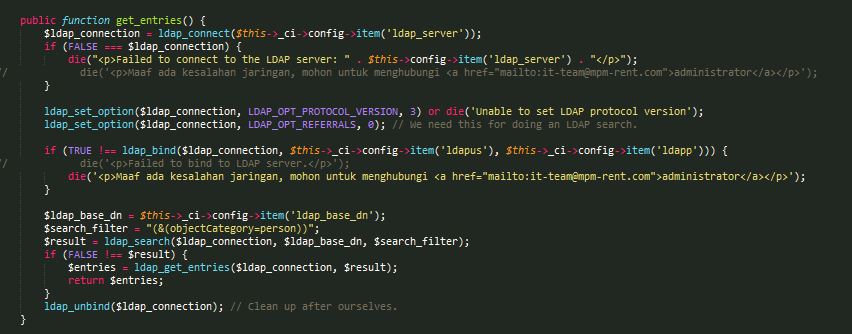 public function get_entries() {
$ldap_connection = ldap_connect($this->_ci->config->item('ldap_server'));
if (FALSE === $ldap_connection) {
die("<p>Failed to connect to the LDAP server: " . $this->_ci->config->item('ldap_server') . "</p>");
// die('<p>Maaf ada kesalahan jaringan, mohon untuk menghubungi <a href="mailto:it-team@mpm-rent.com">administrator</a></p>');
}
ldap_set_option($ldap_connection, LDAP_OPT_PROTOCOL_VERSION, 3) or die('Unable to set LDAP protocol version');
ldap_set_option($ldap_connection, LDAP_OPT_REFERRALS, 0); // We need this for doing an LDAP search.
if (TRUE !== ldap_bind($ldap_connection, $this->_ci->config->item('ldapus'), $this->_ci->config->item('ldapp'))) {
// die('<p>Failed to bind to LDAP server.</p>');
die('<p>Maaf ada kesalahan jaringan, mohon untuk menghubungi <a href="mailto:it-team@mpm-rent.com">administrator</a></p>');
}
$ldap_base_dn = $this->_ci->config->item('ldap_base_dn');
$search_filter = "(&(objectCategory=person))";
$result = ldap_search($ldap_connection, $ldap_base_dn, $search_filter);
if (FALSE !== $result) {
$entries = ldap_get_entries($ldap_connection, $result);
return $entries;
}
ldap_unbind($ldap_connection); // Clean up after ourselves.
}